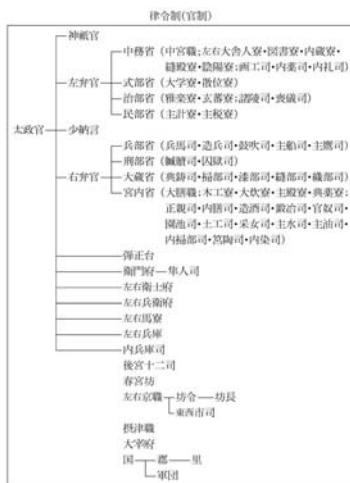 律令制(官制)
神祇官
中務省(中宮職;左右大舎人寮・図書寮・内蔵寮・
縫殿寮・陰陽寮;画工司・内薬司・内礼司)
左弁官
式部省(大学寮・散位寮)
治部省(雅楽寮・玄蕃寮;諸陵司・喪儀司)
民部省(主計寮・主税寮)
太政官
少納言
兵部省(兵馬司・造兵司・鼓吹司・主船司・主鷹司)
刑部省(贓贖司・囚獄司)
右弁官
大蔵省(典鋳司・掃部司・漆部司・縫部司・織部司)
宮内省(大膳職;木工寮・大炊寮・主殿寮・典薬寮;
正親司・内膳司・造酒司・鍛冶司・官奴司・
園池司・土工司・采女司・主水司・主油司・
内掃部司・筥陶司・内染司)
弾正台
衛門府
隼人司
左右衛士府
左右兵衛府
左右馬寮
左右兵庫
内兵庫司
後宮十二司
春宮坊
左右京職
坊令
坊長
東西市司
摂津職
大宰府
国
郡
里
軍団